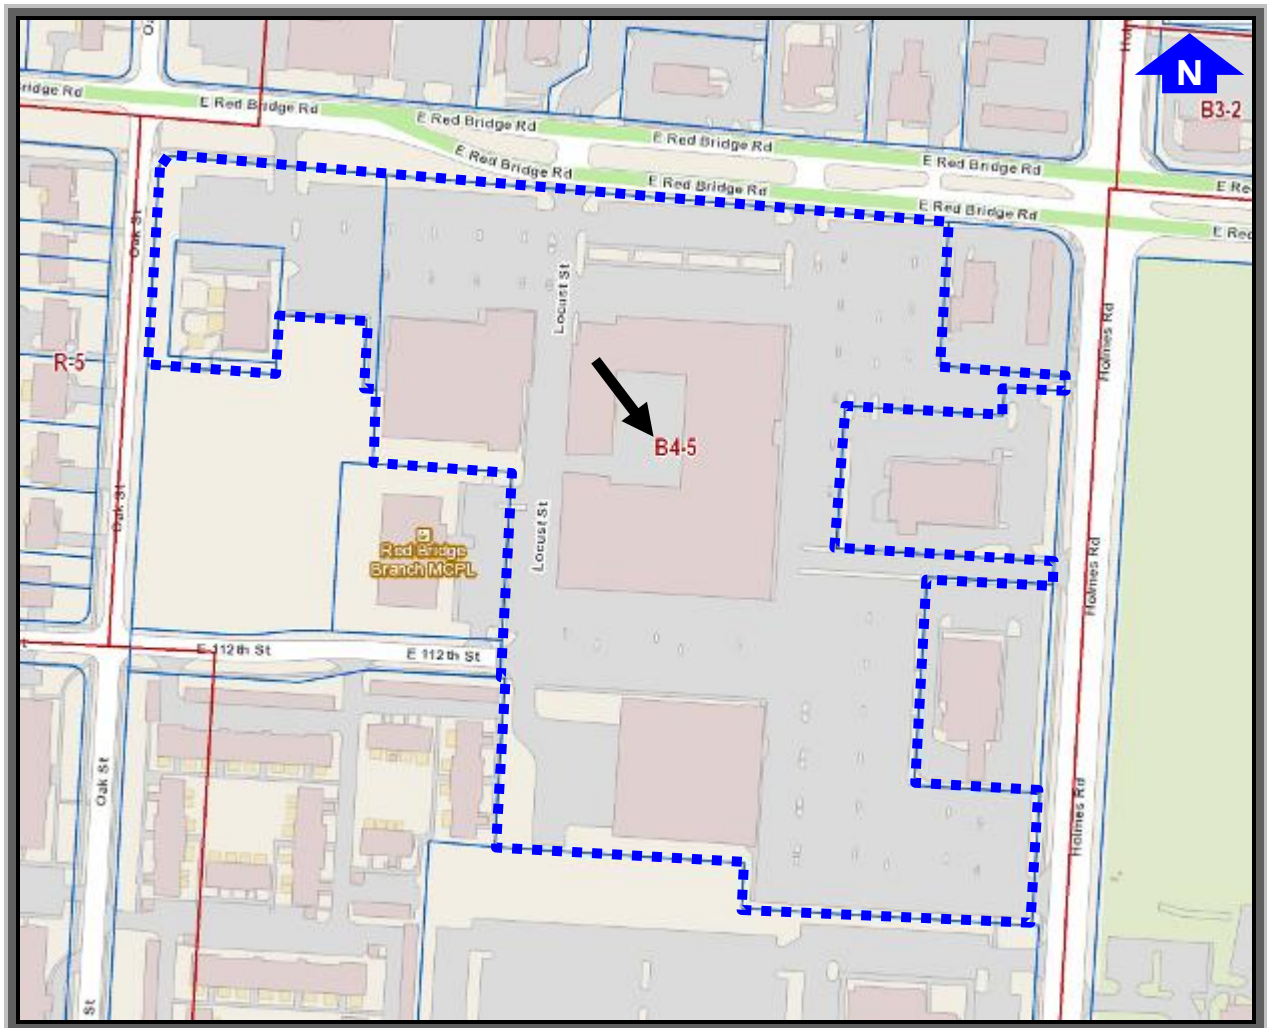 N
B3-2
ridge Rd
E Red Bridge Rd
E Red Bridge Rd
E Red Bridge Rd
E Red Bridge Rd
E Red Bridge Rd
E Red Bridge Rd
E Red Bridge Rd
E Re
E Red
Oak St
Locust St
Holmes Rd
R-5
B4-5
Oak St
Locust St
Red Bridge
Branch MCPL
Holmes Rd
E 112th St
E 112th St
Oak St
Holmes Rd
St